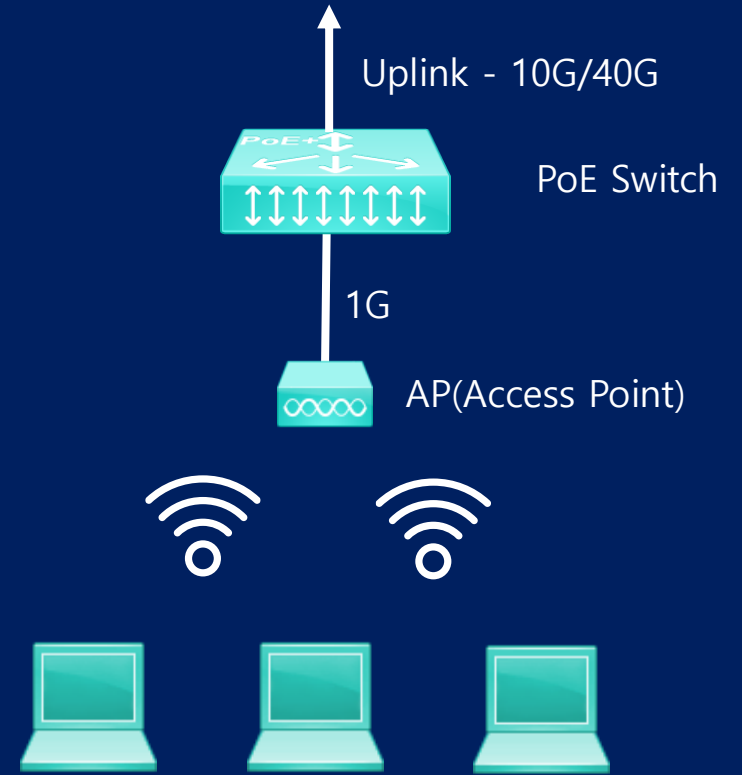 Uplink - 10G/40G
PoE+
PoE Switch
1G
AP(Access Point)